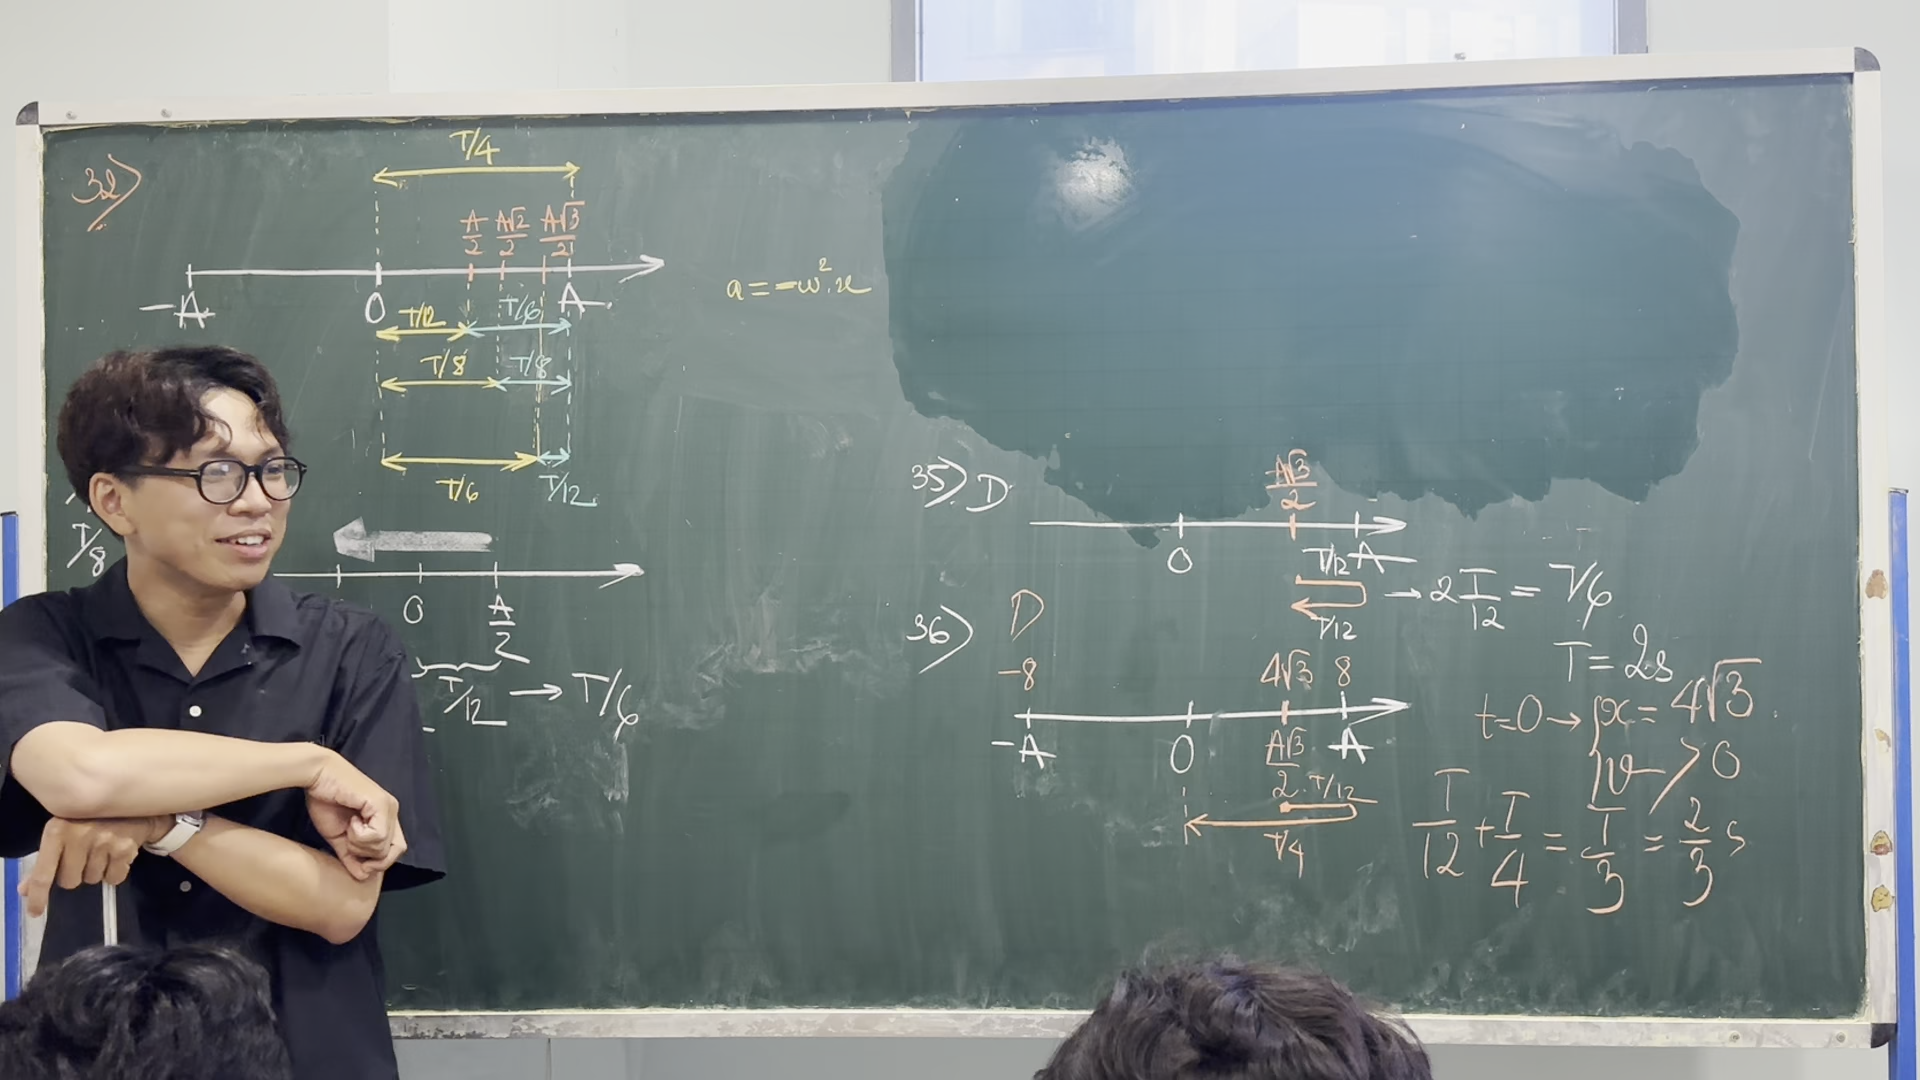 32)
T/4
A/2 A√2/2 A√3/2
-A O A
T/12 T/6
T/8 T/8
T/6 T/12
a = -ω².x
T/8
O A/2
T/12 → T/6
35) D
A√3/2
O A
T/12
T/12
→ 2 T/12 = T/6
36) D
T = 2s
-8 4√3 8
-A O A√3/2 A
T/12
T/4
t=0 → { x = 4√3
v > 0
T/12 + T/4 = T/3 = 2/3 s